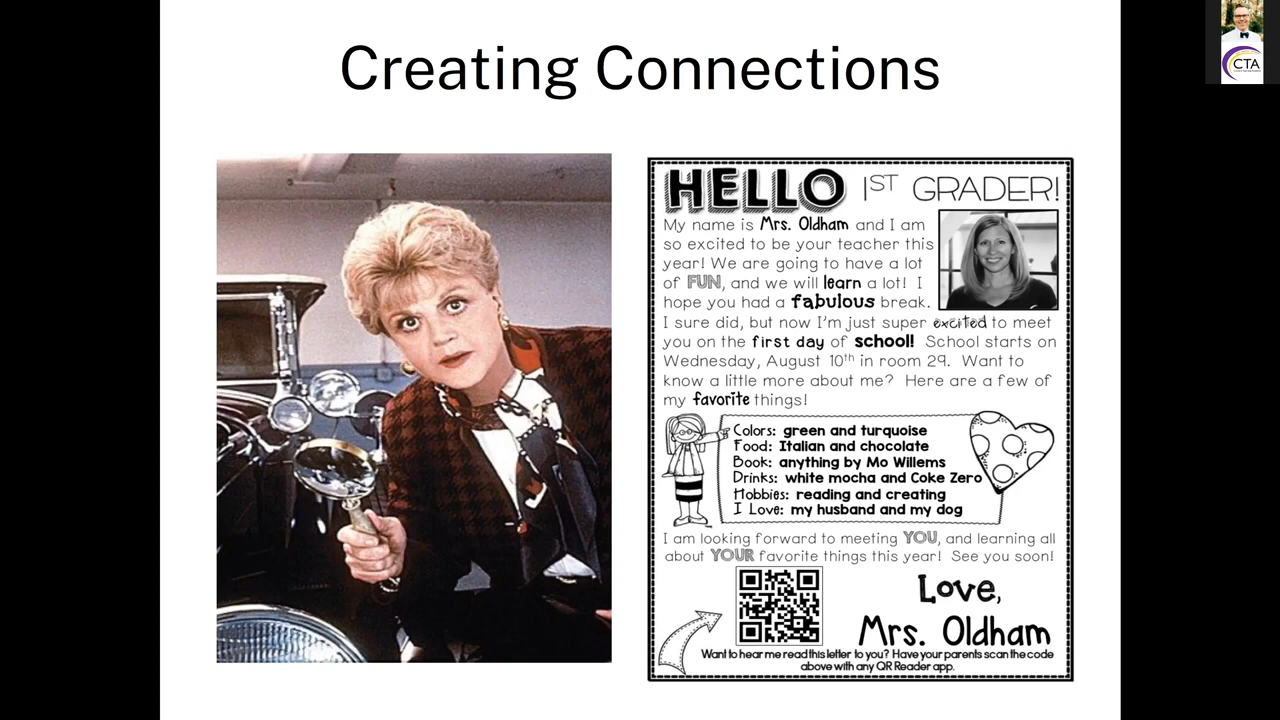 Creating Connections
CTA
HELLO 1ST GRADER!
My name is Mrs. Oldham and I am
so excited to be your teacher this
year! We are going to have a lot
of FUN, and we will learn a lot! I
hope you had a fabulous break.
I sure did, but now I'm just super excited to meet
you on the first day of school! School starts on
Wednesday, August 10th in room 29. Want to
know a little more about me? Here are a few of
my favorite things!
Colors: green and turquoise
Food: Italian and chocolate
Book: anything by Mo Willems
Drinks: white mocha and Coke Zero
Hobbies: reading and creating
I Love: my husband and my dog
I am looking forward to meeting YOU, and learning all
about YOUR favorite things this year! See you soon!
Love,
Mrs. Oldham
Want to hear me read this letter to you? Have your parents scan the code
above with any QR Reader app.